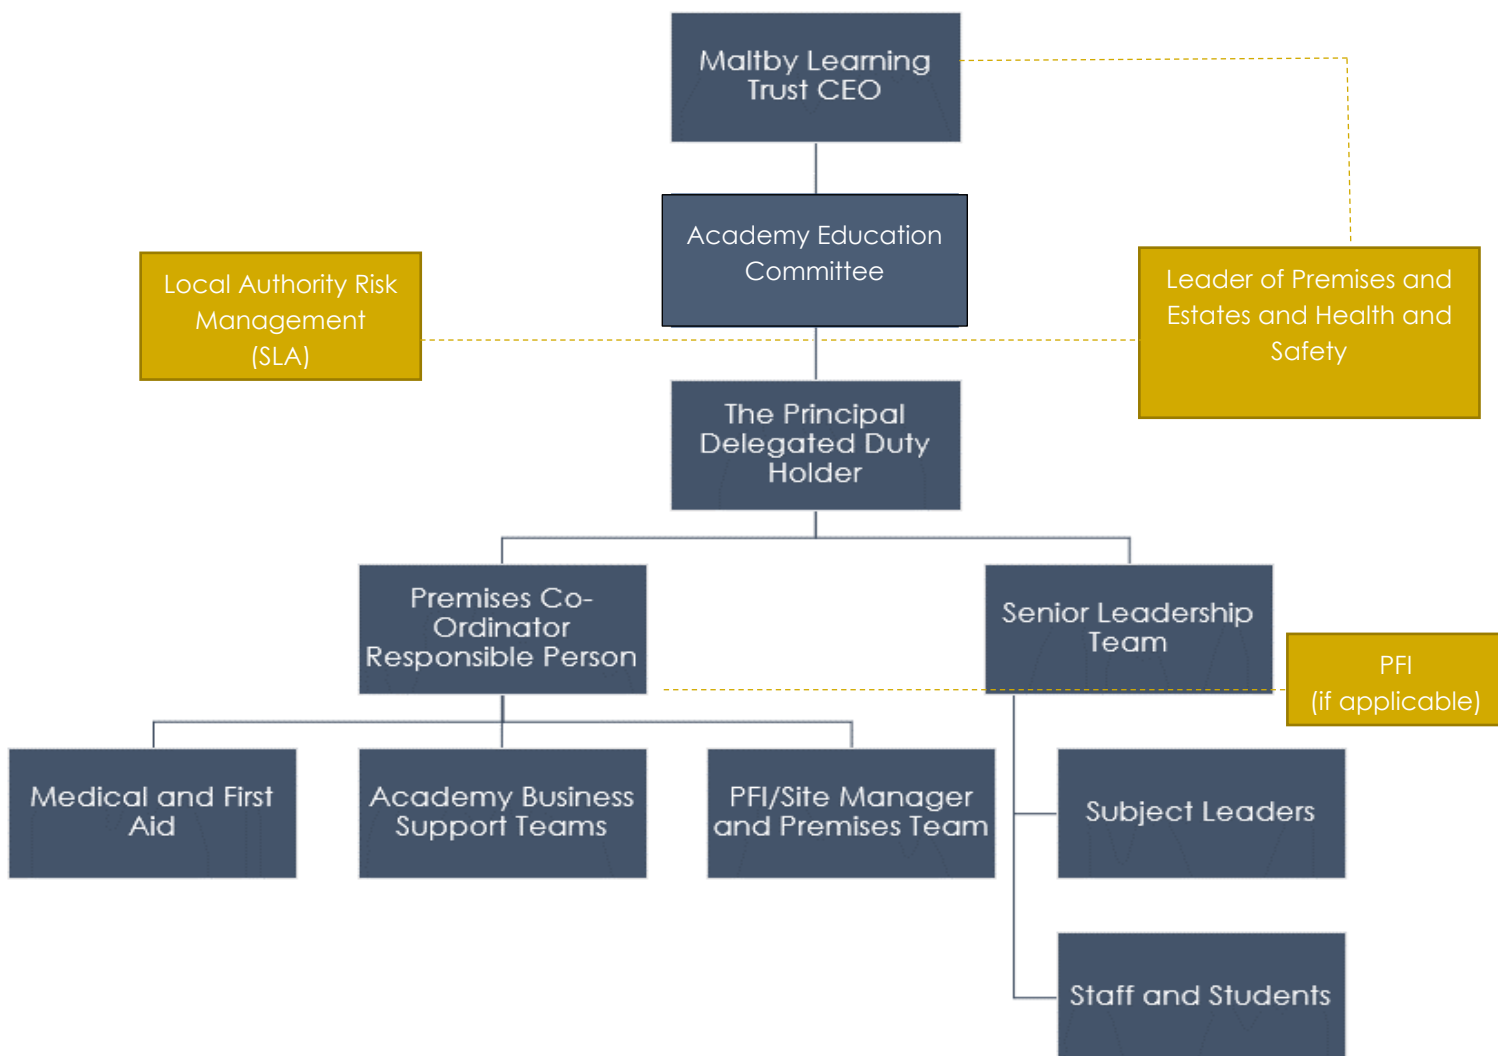 Maltby Learning
Trust CEO
Academy Education
Committee
Local Authority Risk
Management
(SLA)
Leader of Premises and
Estates and Health and
Safety
The Principal
Delegated Duty
Holder
Premises Co-
Ordinator
Responsible Person
Senior Leadership
Team
PFI
(if applicable)
Medical and First
Aid
Academy Business
Support Teams
PFI/Site Manager
and Premises Team
Subject Leaders
Staff and Students